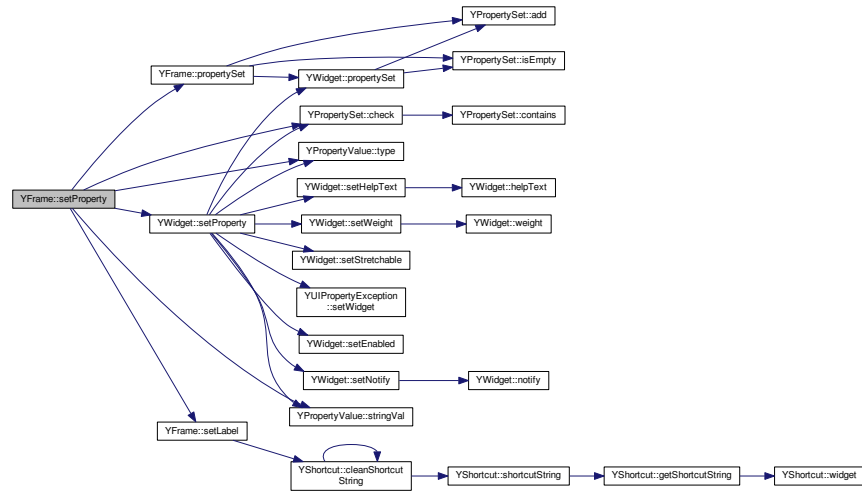 YPropertySet::add
YPropertySet::isEmpty
YFrame::propertySet
YWidget::propertySet
YPropertySet::check
YPropertySet::contains
YPropertyValue::type
YWidget::setHelpText
YWidget::helpText
YFrame::setProperty
YWidget::setProperty
YWidget::setWeight
YWidget::weight
YWidget::setStretchable
YUIPropertyException
::setWidget
YWidget::setEnabled
YWidget::setNotify
YWidget::notify
YPropertyValue::stringVal
YFrame::setLabel
YShortcut::cleanShortcut
String
YShortcut::shortcutString
YShortcut::getShortcutString
YShortcut::widget